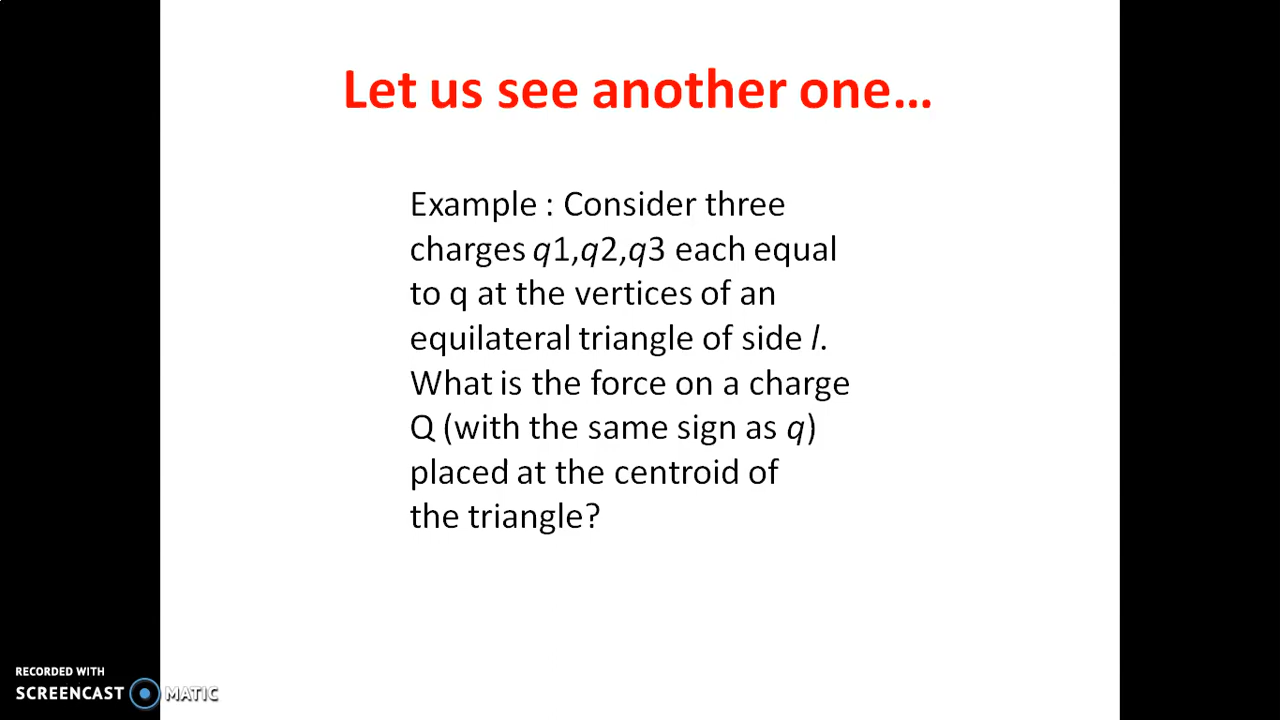 Let us see another one...
Example : Consider three
charges q1,q2,q3 each equal
to q at the vertices of an
equilateral triangle of side l.
What is the force on a charge
Q (with the same sign as q)
placed at the centroid of
the triangle?
RECORDED WITH
SCREENCAST MATIC